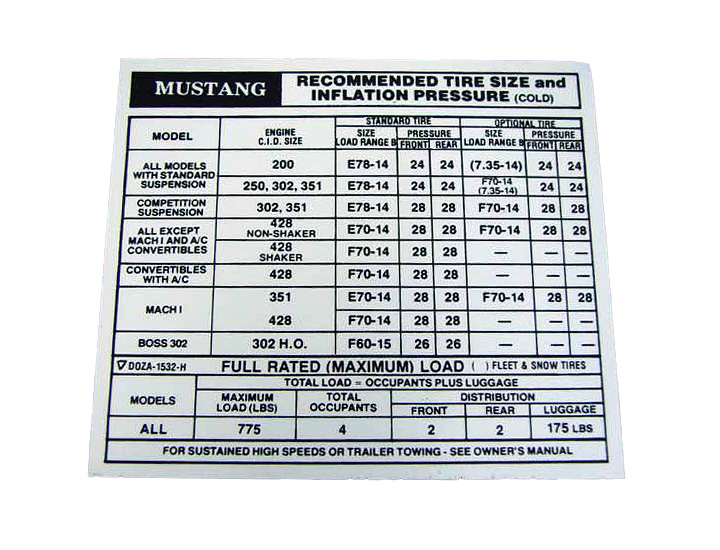 MUSTANG RECOMMENDED TIRE SIZE and
INFLATION PRESSURE (COLD)
STANDARD TIRE OPTIONAL TIRE
MODEL ENGINE C.I.D. SIZE SIZE LOAD RANGE B PRESSURE FRONT REAR SIZE LOAD RANGE B PRESSURE FRONT REAR
ALL MODELS WITH STANDARD SUSPENSION 200 E78-14 24 24 (7.35-14) 24 24
250, 302, 351 E78-14 24 24 F70-14 (7.35-14) 24 24
COMPETITION SUSPENSION 302, 351 E78-14 28 28 F70-14 28 28
ALL EXCEPT MACH I AND A/C CONVERTIBLES 428 NON-SHAKER E70-14 28 28 F70-14 28 28
428 SHAKER F70-14 28 28 — — —
CONVERTIBLES WITH A/C 428 F70-14 28 28 — — —
MACH I 351 E70-14 28 28 F70-14 28 28
428 F70-14 28 28 — — —
BOSS 302 302 H.O. F60-15 26 26 — — —
▽ DOZA-1532-H FULL RATED (MAXIMUM) LOAD ( ) FLEET & SNOW TIRES
TOTAL LOAD = OCCUPANTS PLUS LUGGAGE
MODELS MAXIMUM LOAD (LBS) TOTAL OCCUPANTS DISTRIBUTION
FRONT REAR LUGGAGE
ALL 775 4 2 2 175 LBS
FOR SUSTAINED HIGH SPEEDS OR TRAILER TOWING - SEE OWNER'S MANUAL